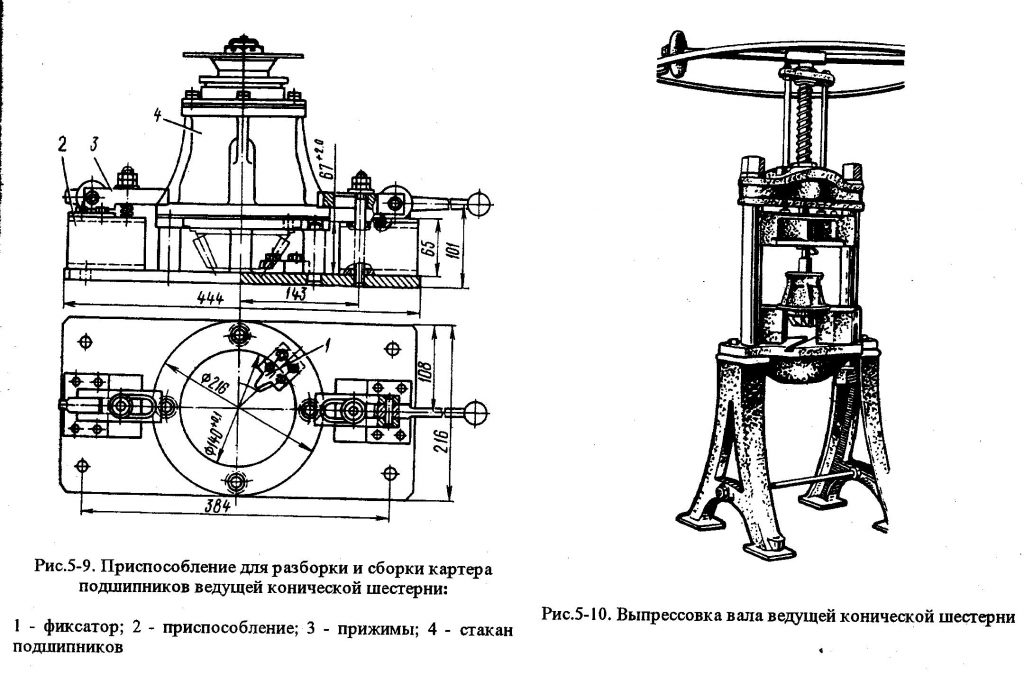 4
2
3
67+2.0
65
101
143
444
1
Ф216
Ф140+0,1
108
216
384
Рис.5-9. Приспособление для разборки и сборки картера
подшипников ведущей конической шестерни:
1 - фиксатор; 2 - приспособление; 3 - прижимы; 4 - стакан
подшипников
Рис.5-10. Выпрессовка вала ведущей конической шестерни